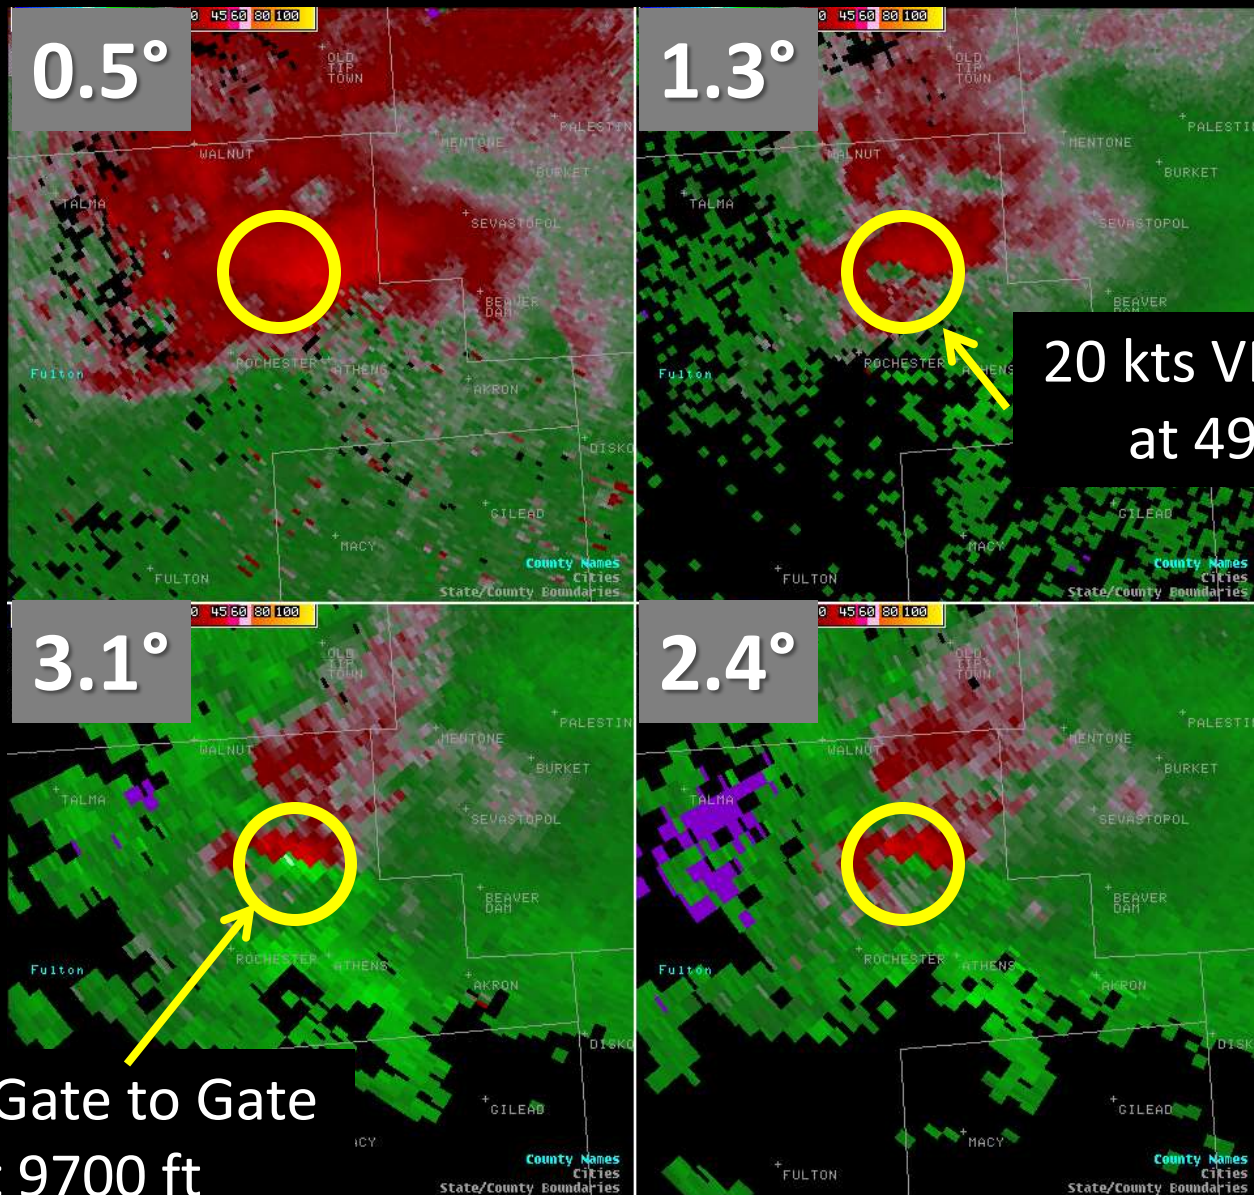 0 45 60 80 100
0.5°
OLD
TIP
TOWN
PALESTIN
MENTONE
WALNUT
BURKET
TALMA
SEVASTOPOL
BEAVER
DAM
ROCHESTER
ATHENS
Fulton
AKRON
DISKO
GILEAD
MACY
FULTON
County Names
Cities
State/County Boundaries
0 45 60 80 100
1.3°
OLD
TIP
TOWN
PALESTI
MENTONE
WALNUT
BURKET
TALMA
SEVASTOPOL
BEAVER
DAM
20 kts
at 49
ROCHESTER
Fulton
GILEAD
MACY
FULTON
County Names
Cities
State/County Boundaries
0 45 60 80 100
3.1°
OLD
TIP
TOWN
PALESTIN
WALNUT
MENTONE
BURKET
TALMA
SEVASTOPOL
BEAVER
DAM
ROCHESTER
ATHENS
Fulton
AKRON
DISKO
Gate to Gate
9700 ft
GILEAD
County Names
Cities
State/County Boundaries
0 45 60 80 100
2.4°
OLD
TIP
TOWN
PALESTI
WALNUT
MENTONE
BURKET
TALMA
SEVASTOPOL
BEAVER
DAM
ROCHESTER
ATHENS
Fulton
AKRON
DISK
GILEAD
MACY
FULTON
County Names
Cities
State/County Boundaries